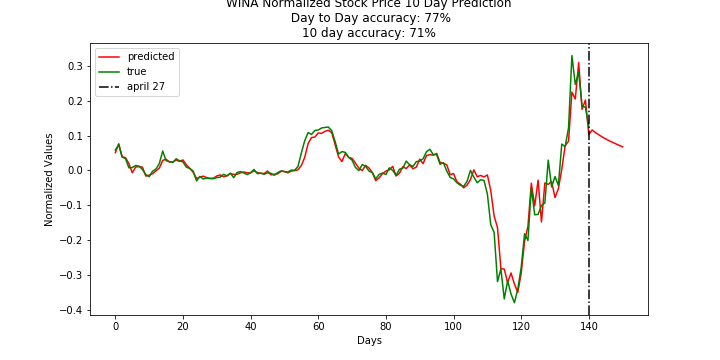 WINA Normalized Stock Price 10 Day Prediction
Day to Day accuracy: 77%
10 day accuracy: 71%
predicted
true
april 27
Normalized Values
0.3
0.2
0.1
0.0
−0.1
−0.2
−0.3
−0.4
0 20 40 60 80 100 120 140
Days